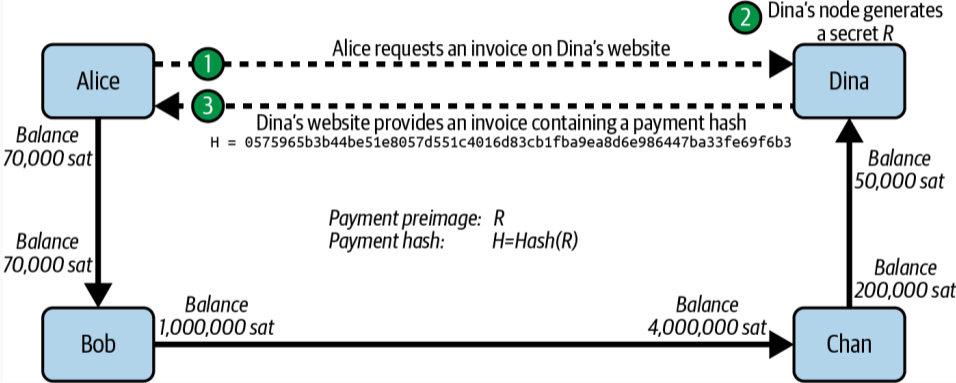 2 Dina's node generates
a secret R
Alice
1
Alice requests an invoice on Dina's website
Dina
3
Dina's website provides an invoice containing a payment hash
H = 0575965b3b44be51e8057d551c4016d83cb1fba9ea8d6e986447ba33fe69f6b3
Balance
70,000 sat
Balance
50,000 sat
Payment preimage: R
Payment hash: H=Hash(R)
Balance
70,000 sat
Balance
200,000 sat
Bob
Balance
1,000,000 sat
Balance
4,000,000 sat
Chan